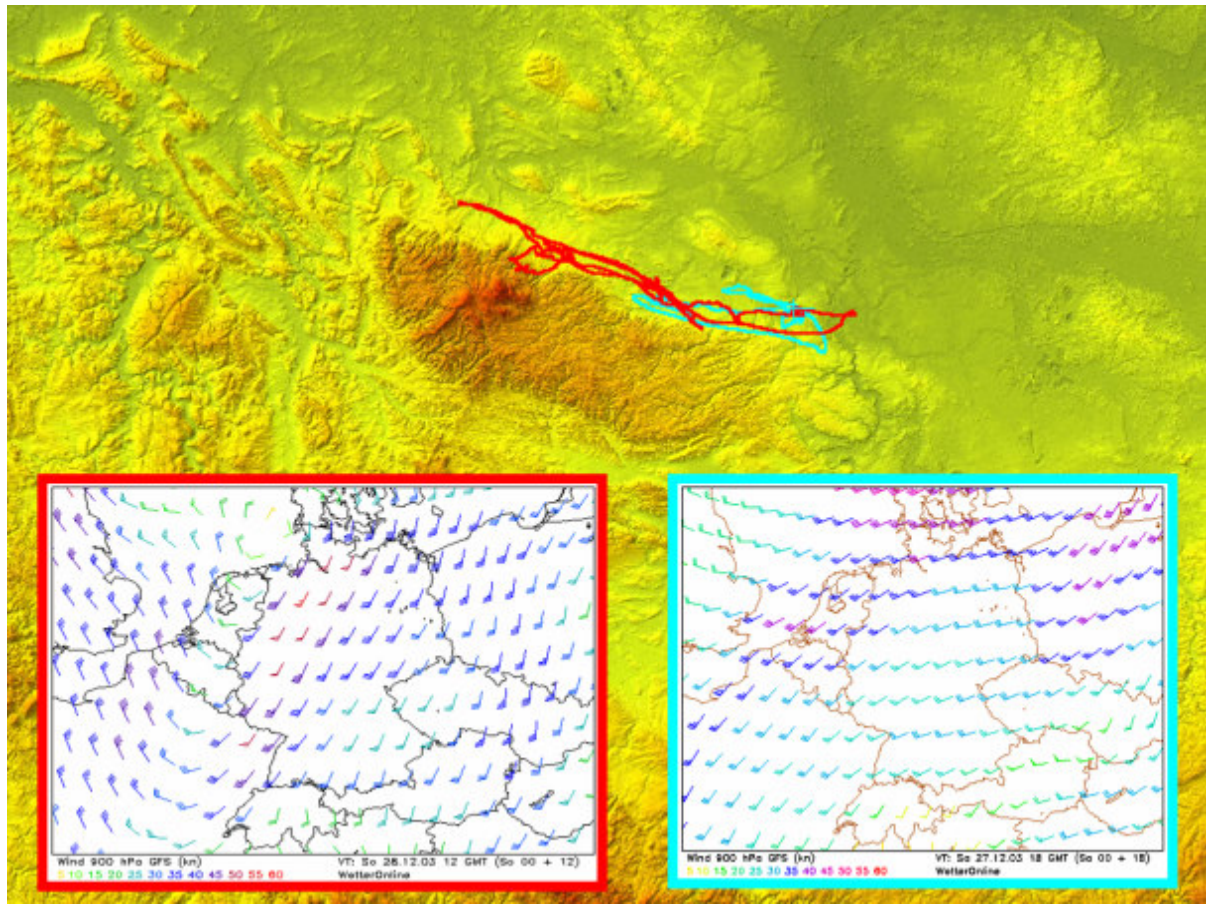 Wind 900 hPa GFS (kn)
VT: So 28.12.03 12 GMT (So 00 + 12)
5 10 15 20 25 30 35 40 45 50 55 60
WetterOnline
Wind 900 hPa GFS (kn)
VT: Sa 27.12.03 18 GMT (Sa 00 + 18)
5 10 15 20 25 30 35 40 45 50 55 60
WetterOnline